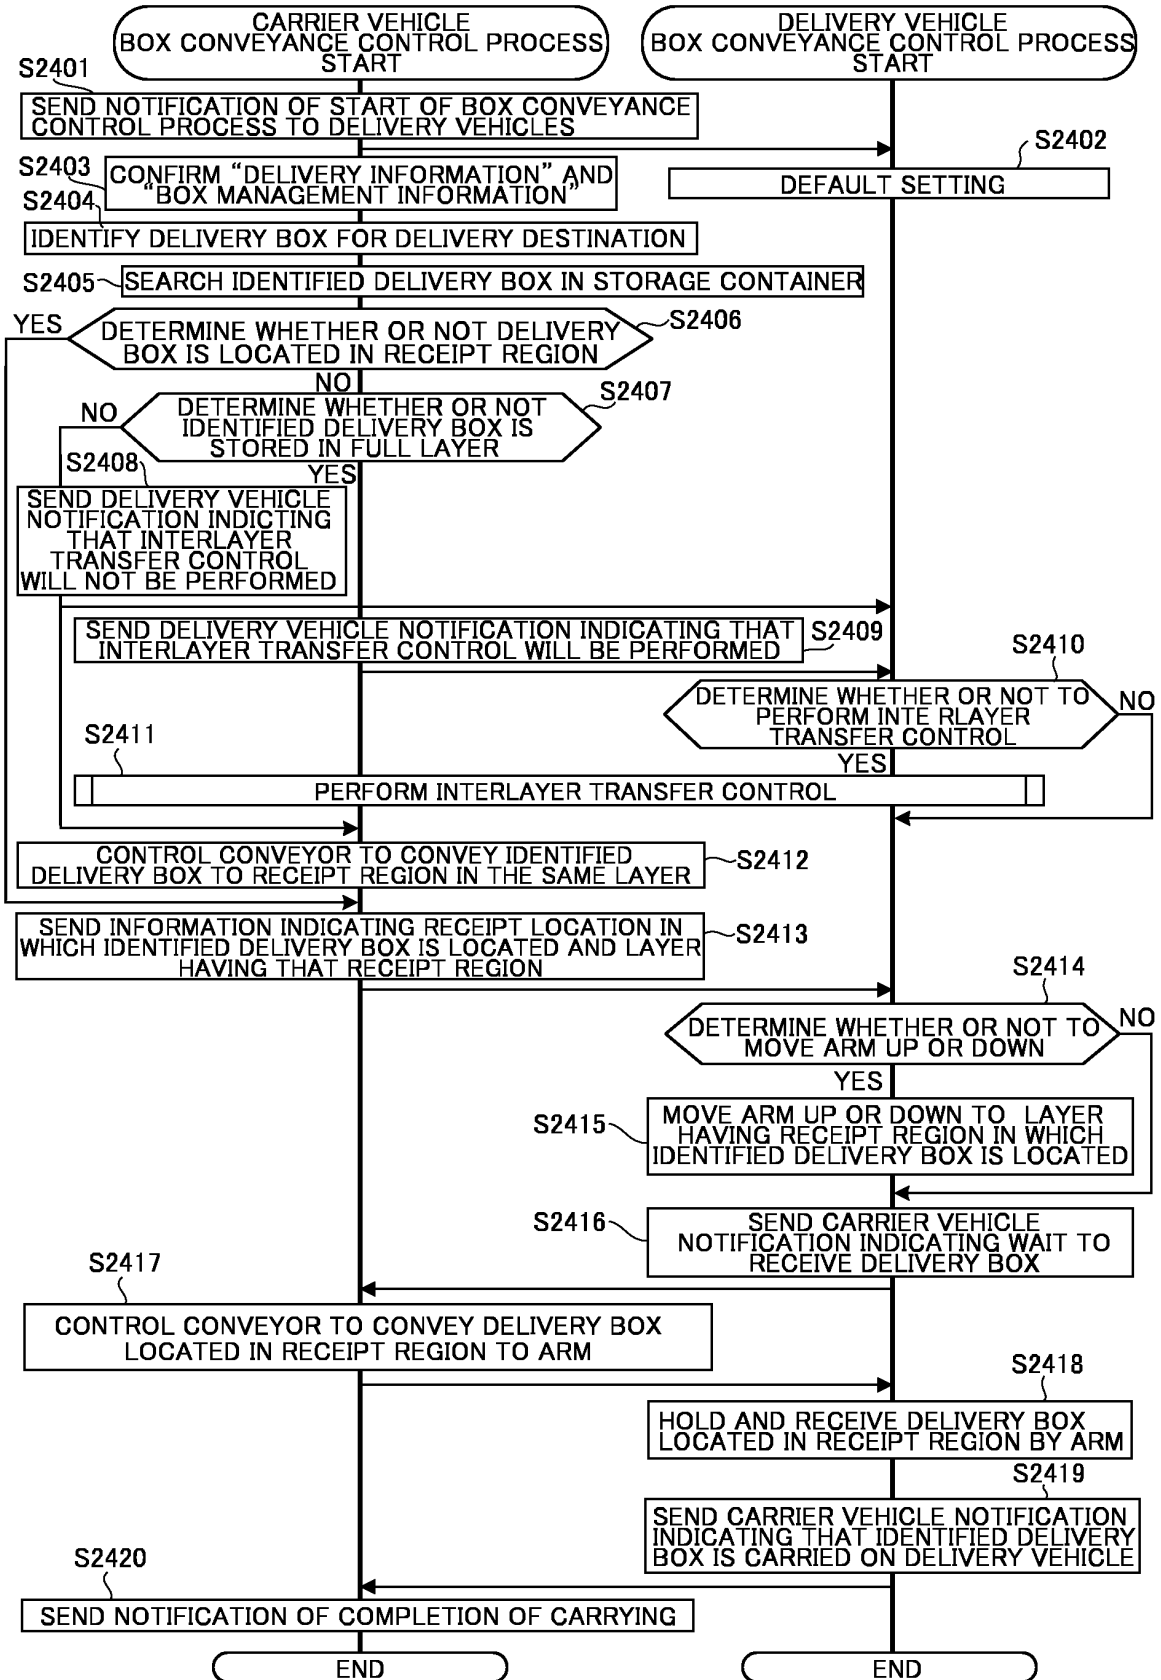 CARRIER VEHICLE
BOX CONVEYANCE CONTROL PROCESS
START
DELIVERY VEHICLE
BOX CONVEYANCE CONTROL PROCESS
START
S2401
SEND NOTIFICATION OF START OF BOX CONVEYANCE
CONTROL PROCESS TO DELIVERY VEHICLES
S2402
DEFAULT SETTING
S2403
CONFIRM “DELIVERY INFORMATION” AND
“BOX MANAGEMENT INFORMATION”
S2404
IDENTIFY DELIVERY BOX FOR DELIVERY DESTINATION
S2405
SEARCH IDENTIFIED DELIVERY BOX IN STORAGE CONTAINER
YES
S2406
DETERMINE WHETHER OR NOT DELIVERY
BOX IS LOCATED IN RECEIPT REGION
NO
S2407
NO
DETERMINE WHETHER OR NOT
IDENTIFIED DELIVERY BOX IS
STORED IN FULL LAYER
YES
S2408
SEND DELIVERY VEHICLE
NOTIFICATION INDICTING
THAT INTERLAYER
TRANSFER CONTROL
WILL NOT BE PERFORMED
SEND DELIVERY VEHICLE NOTIFICATION INDICATING THAT
INTERLAYER TRANSFER CONTROL WILL BE PERFORMED
S2409
S2410
DETERMINE WHETHER OR NOT TO
PERFORM INTE RLAYER
TRANSFER CONTROL
NO
YES
S2411
PERFORM INTERLAYER TRANSFER CONTROL
CONTROL CONVEYOR TO CONVEY IDENTIFIED
DELIVERY BOX TO RECEIPT REGION IN THE SAME LAYER
S2412
SEND INFORMATION INDICATING RECEIPT LOCATION IN
WHICH IDENTIFIED DELIVERY BOX IS LOCATED AND LAYER
HAVING THAT RECEIPT REGION
S2413
S2414
DETERMINE WHETHER OR NOT TO
MOVE ARM UP OR DOWN
NO
YES
S2415
MOVE ARM UP OR DOWN TO LAYER
HAVING RECEIPT REGION IN WHICH
IDENTIFIED DELIVERY BOX IS LOCATED
S2416
SEND CARRIER VEHICLE
NOTIFICATION INDICATING WAIT TO
RECEIVE DELIVERY BOX
S2417
CONTROL CONVEYOR TO CONVEY DELIVERY BOX
LOCATED IN RECEIPT REGION TO ARM
S2418
HOLD AND RECEIVE DELIVERY BOX
LOCATED IN RECEIPT REGION BY ARM
S2419
SEND CARRIER VEHICLE NOTIFICATION
INDICATING THAT IDENTIFIED DELIVERY
BOX IS CARRIED ON DELIVERY VEHICLE
S2420
SEND NOTIFICATION OF COMPLETION OF CARRYING
END
END